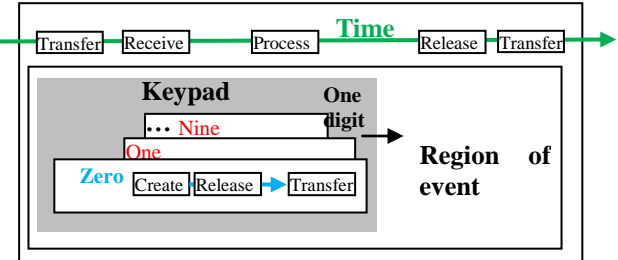 Time
Transfer Receive Process Release Transfer
Keypad
One
digit
... Nine
One
Zero Create Release Transfer
Region of
event